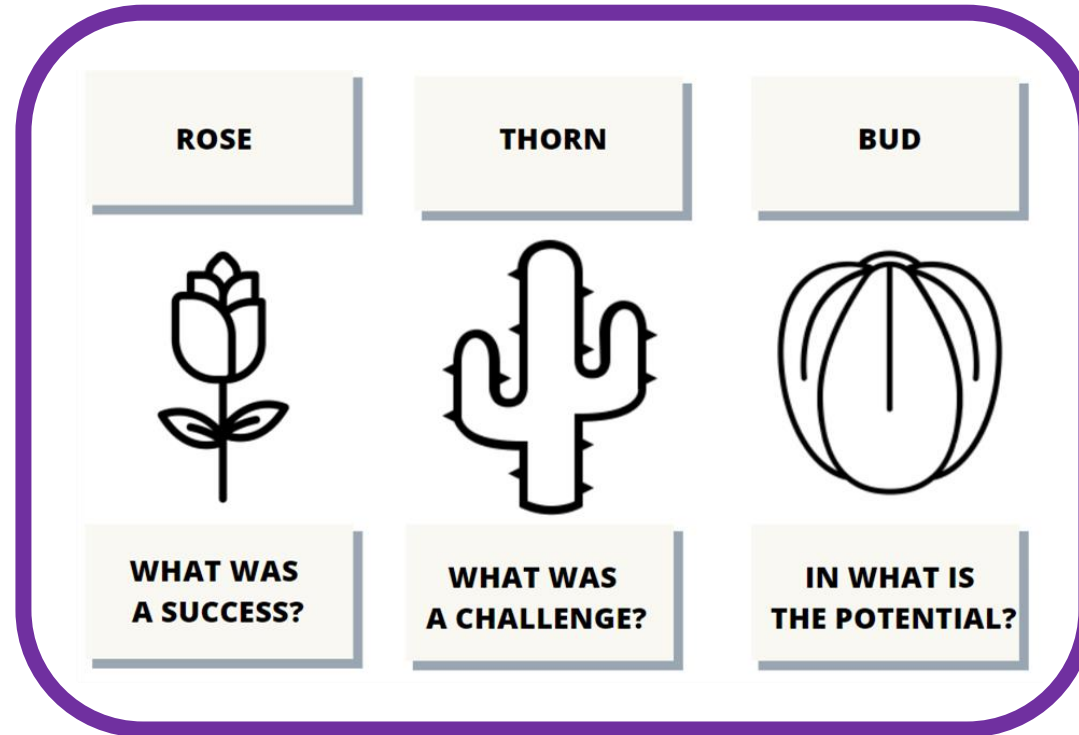 ROSE
THORN
BUD
WHAT WAS
A SUCCESS?
WHAT WAS
A CHALLENGE?
IN WHAT IS
THE POTENTIAL?